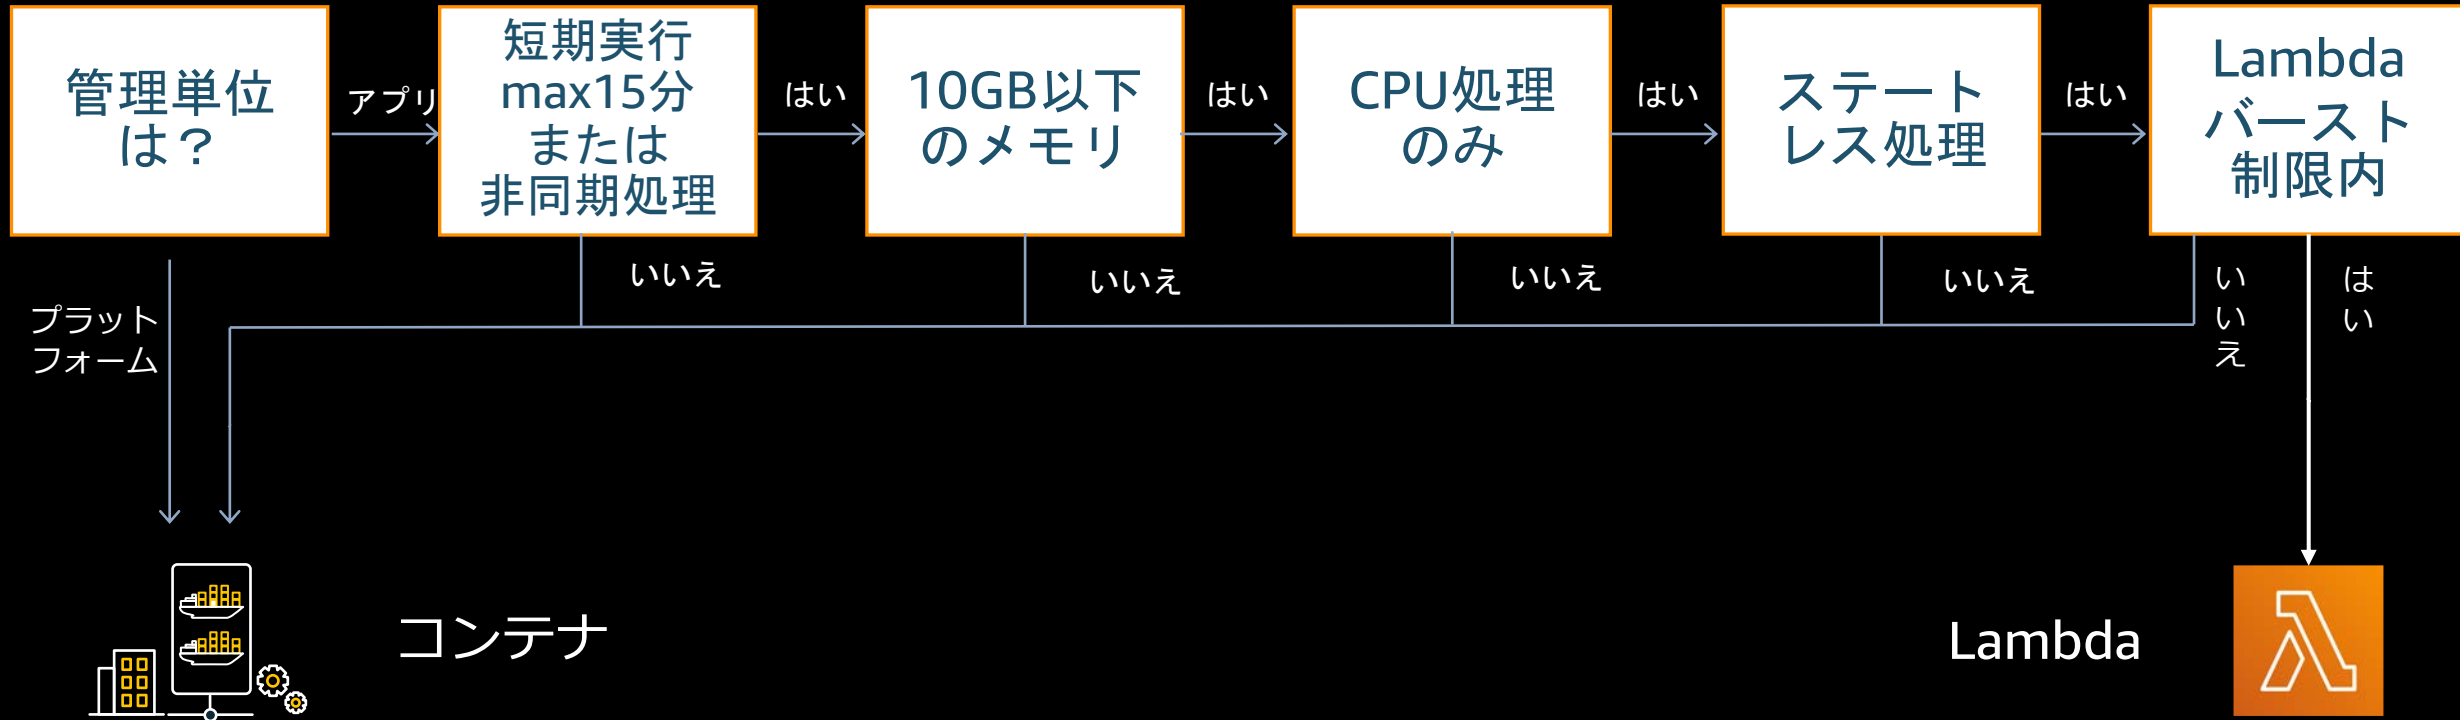 管理単位
は？
アプリ
短期実行
max15分
または
非同期処理
はい
10GB以下
のメモリ
はい
CPU処理
のみ
はい
ステート
レス処理
はい
Lambda
バースト
制限内
プラット
フォーム
いいえ
いいえ
いいえ
いいえ
いいえ
はい
コンテナ
Lambda